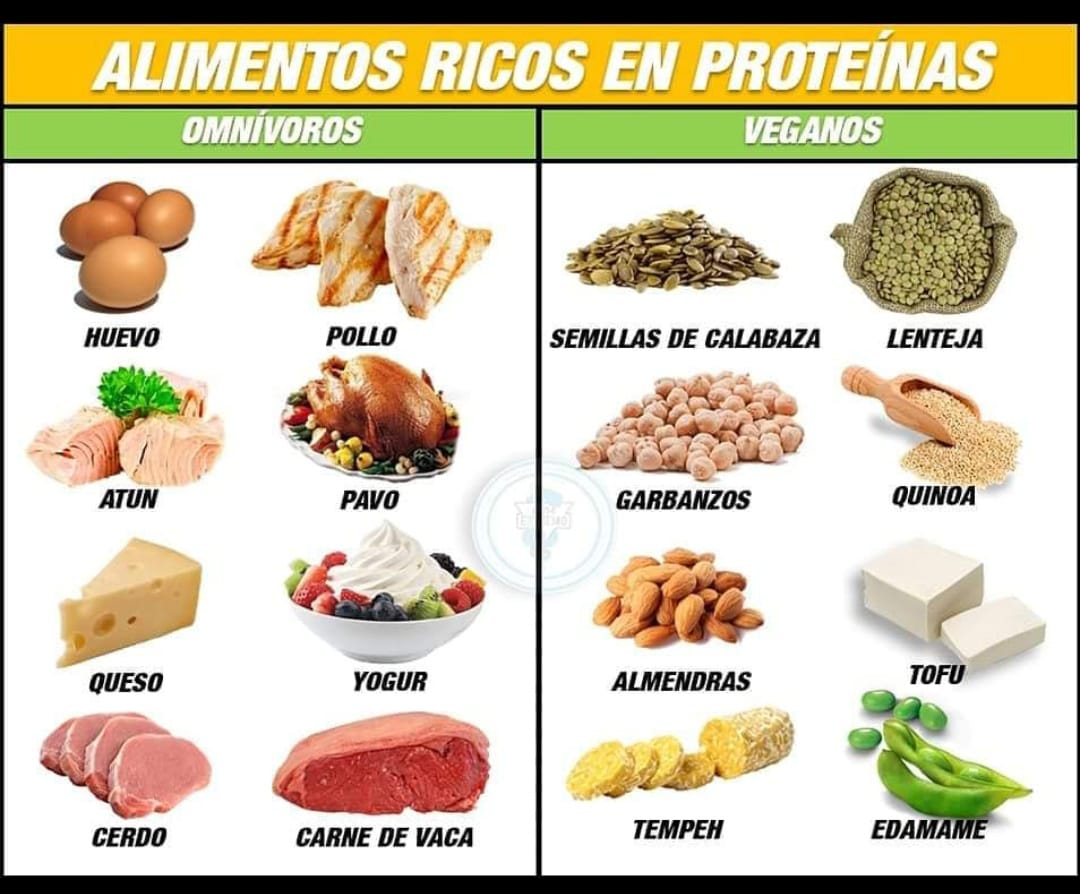 ALIMENTOS RICOS EN PROTEÍNAS
OMNÍVOROS
VEGANOS
HUEVO
POLLO
SEMILLAS DE CALABAZA
LENTEJA
ATUN
PAVO
GARBANZOS
QUINOA
QUESO
YOGUR
ALMENDRAS
TOFU
CERDO
CARNE DE VACA
TEMPEH
EDAMAME